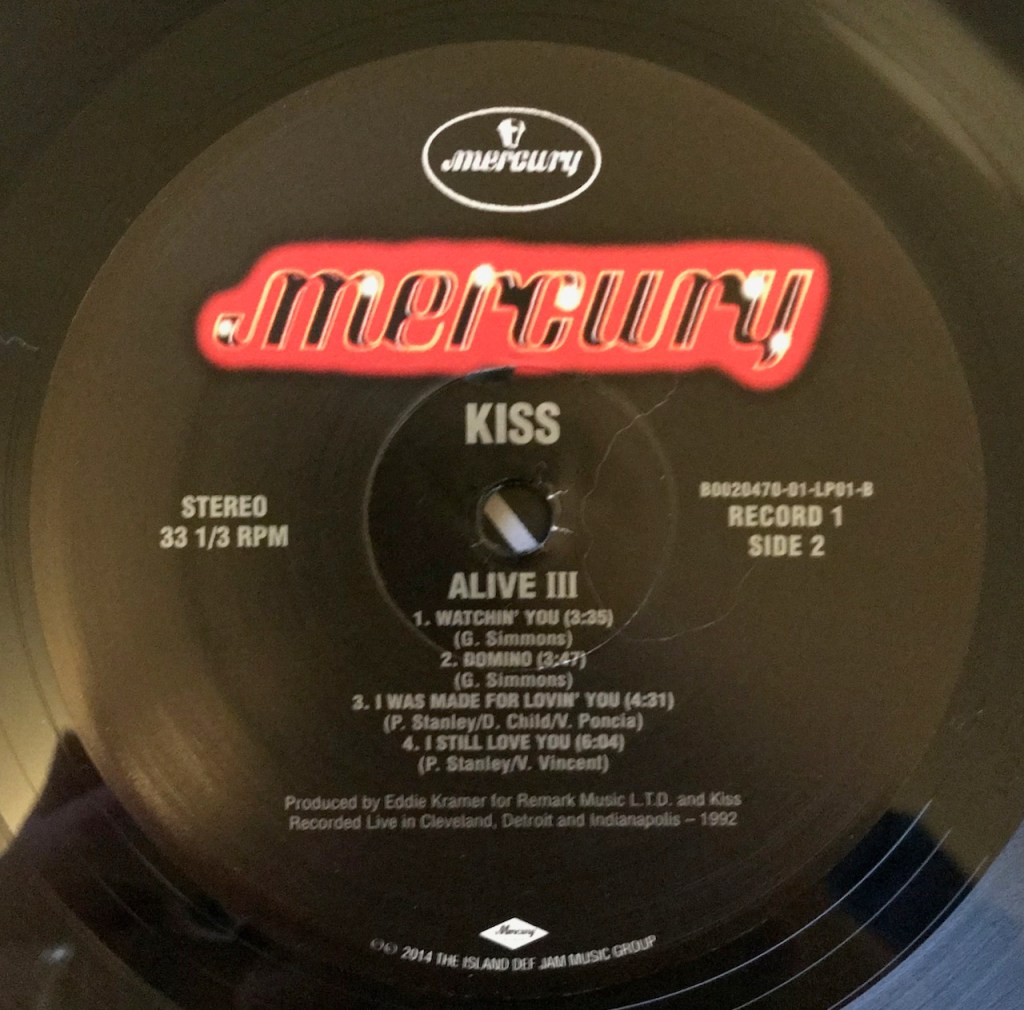 mercury
mercury
KISS
STEREO
33 1/3 RPM
B0020470-01-LP01-B
RECORD 1
SIDE 2
ALIVE III
1. WATCHIN' YOU (3:35)
(G. Simmons)
2. DOMINO (3:47)
(G. Simmons)
3. I WAS MADE FOR LOVIN' YOU (4:31)
(P. Stanley/D. Child/V. Poncia)
4. I STILL LOVE YOU (6:04)
(P. Stanley/V. Vincent)
Produced by Eddie Kramer for Remark Music L.T.D. and Kiss
Recorded Live in Cleveland, Detroit and Indianapolis – 1992
Mercury
℗© 2014 THE ISLAND DEF JAM MUSIC GROUP